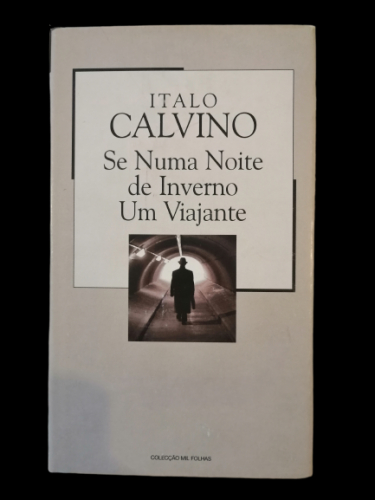 ITALO
CALVINO
Se Numa Noite
de Inverno
Um Viajante
COLECÇÃO MIL FOLHAS